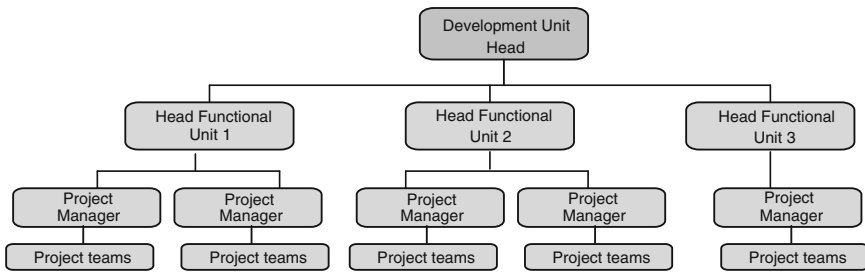 Development Unit
Head
Head Functional
Unit 1
Head Functional
Unit 2
Head Functional
Unit 3
Project
Manager
Project
Manager
Project
Manager
Project
Manager
Project
Manager
Project teams
Project teams
Project teams
Project teams
Project teams